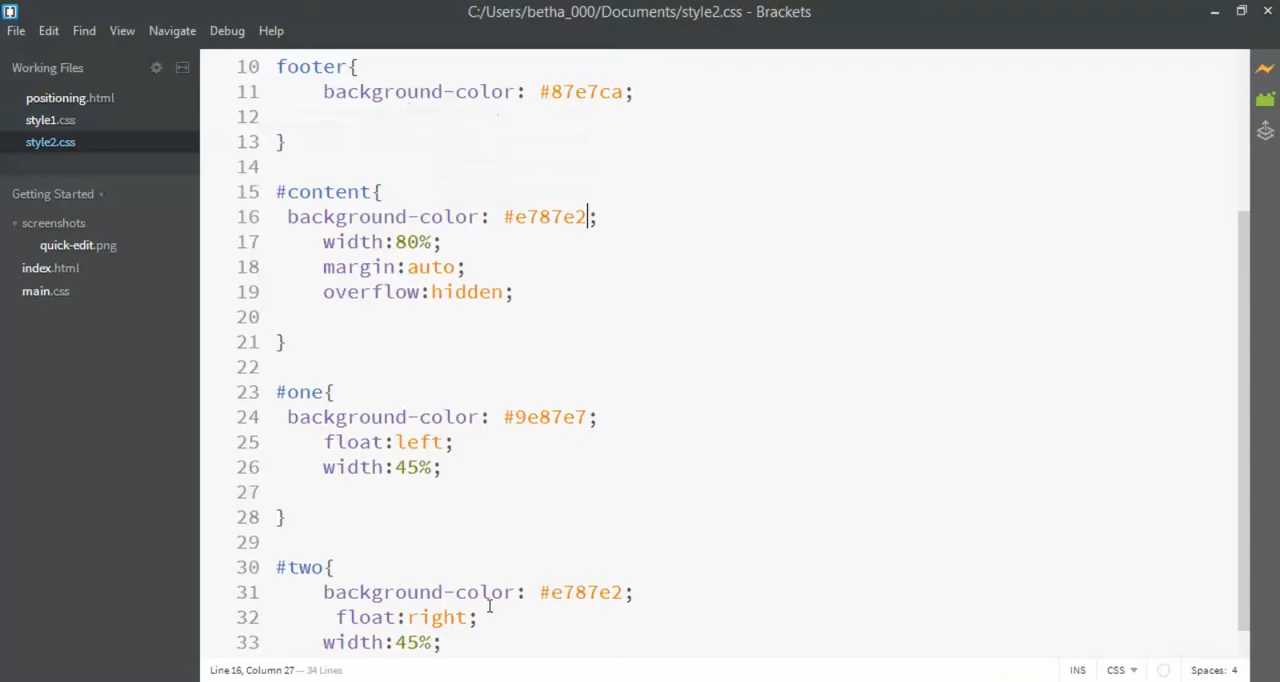 C:/Users/betha_000/Documents/style2.css - Brackets
File Edit Find View Navigate Debug Help
Working Files
positioning.html
style1.css
style2.css
Getting Started
screenshots
quick-edit.png
index.html
main.css
10 footer{
11 background-color: #87e7ca;
12
13 }
14
15 #content{
16 background-color: #e787e2;
17 width:80%;
18 margin:auto;
19 overflow:hidden;
20
21 }
22
23 #one{
24 background-color: #9e87e7;
25 float:left;
26 width:45%;
27
28 }
29
30 #two{
31 background-color: #e787e2;
32 float:right;
33 width:45%;
Line 16, Column 27 — 34 Lines
INS CSS Spaces: 4